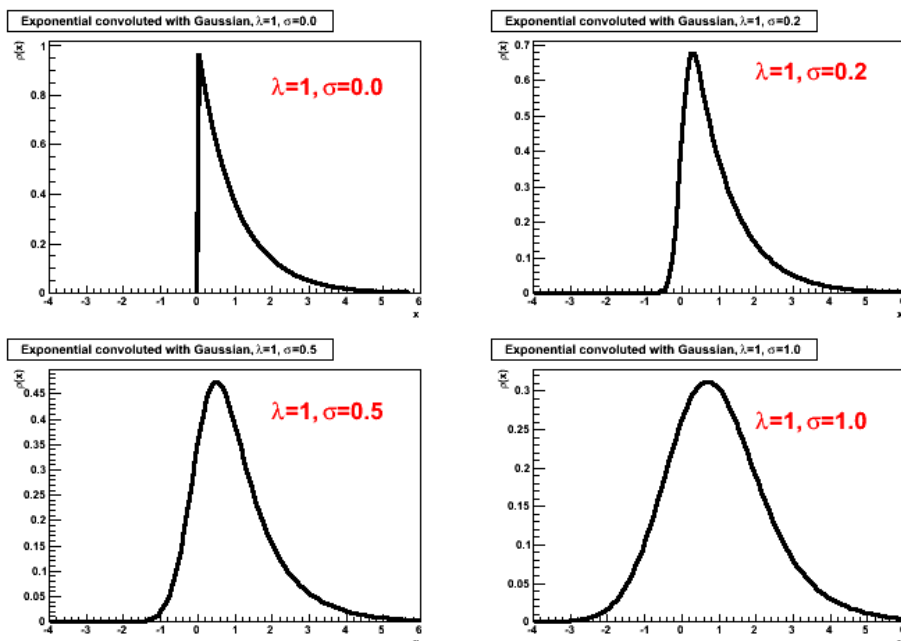 Exponential convoluted with Gaussian, λ=1, σ=0.0
ρ(x)
1
0.8
0.6
0.4
0.2
0
λ=1, σ=0.0
-4 -3 -2 -1 0 1 2 3 4 5 6
x
Exponential convoluted with Gaussian, λ=1, σ=0.2
ρ(x)
0.7
0.6
0.5
0.4
0.3
0.2
0.1
0
λ=1, σ=0.2
-4 -3 -2 -1 0 1 2 3 4 5 6
x
Exponential convoluted with Gaussian, λ=1, σ=0.5
ρ(x)
0.45
0.4
0.35
0.3
0.25
0.2
0.15
0.1
0.05
0
λ=1, σ=0.5
-4 -3 -2 -1 0 1 2 3 4 5 6
Exponential convoluted with Gaussian, λ=1, σ=1.0
ρ(x)
0.3
0.25
0.2
0.15
0.1
0.05
0
λ=1, σ=1.0
-4 -3 -2 -1 0 1 2 3 4 5 6